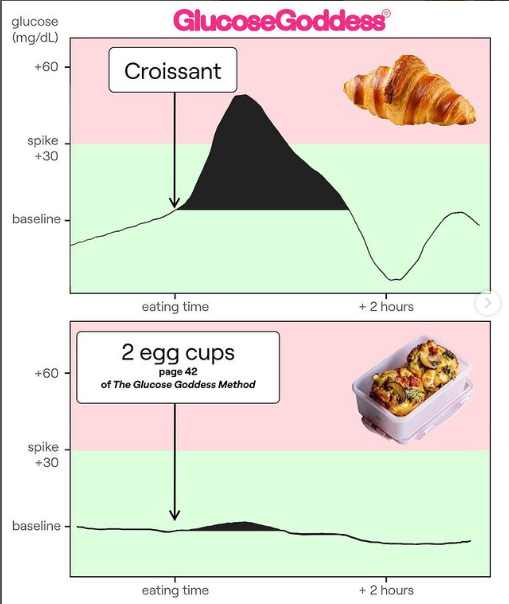 GlucoseGoddess®
glucose
(mg/dL)
+60
Croissant
spike
+30
baseline
eating time
+ 2 hours
2 egg cups
page 42
of The Glucose Goddess Method
+60
spike
+30
baseline
eating time
+ 2 hours